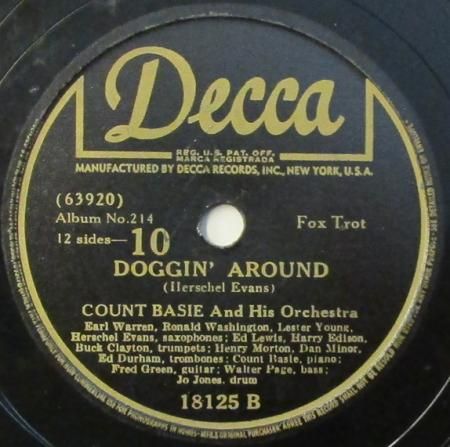 Decca
REG. U.S. PAT. OFF.
MARCA REGISTRADA
MANUFACTURED BY DECCA RECORDS, INC., NEW YORK, U.S.A.
(63920)
Album No.214
Fox Trot
12 sides—10
DOGGIN' AROUND
(Herschel Evans)
COUNT BASIE And His Orchestra
Earl Warren, Ronald Washington, Lester Young,
Herschel Evans, saxophones; Ed Lewis, Harry Edison,
Buck Clayton, trumpets; Henry Morton, Dan Minor,
Ed Durham, trombones; Count Basie, piano;
Fred Green, guitar; Walter Page, bass;
Jo Jones, drum
18125 B